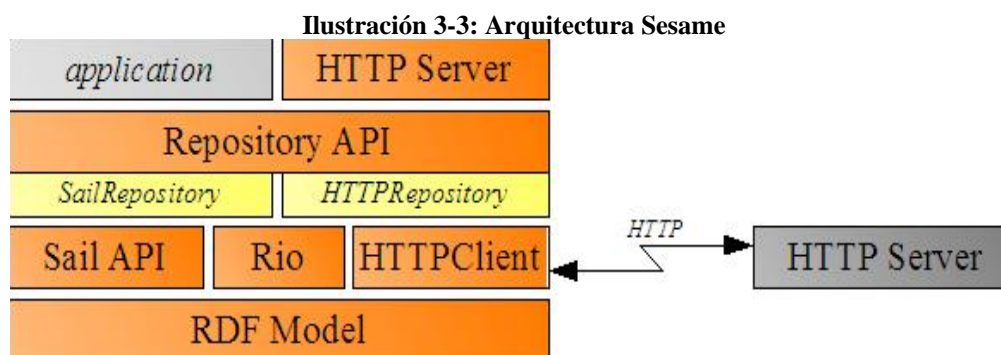 Ilustración 3-3: Arquitectura Sesame
application
HTTP Server
Repository API
SailRepository
HTTPRepository
Sail API
Rio
HTTPClient
HTTP
HTTP Server
RDF Model